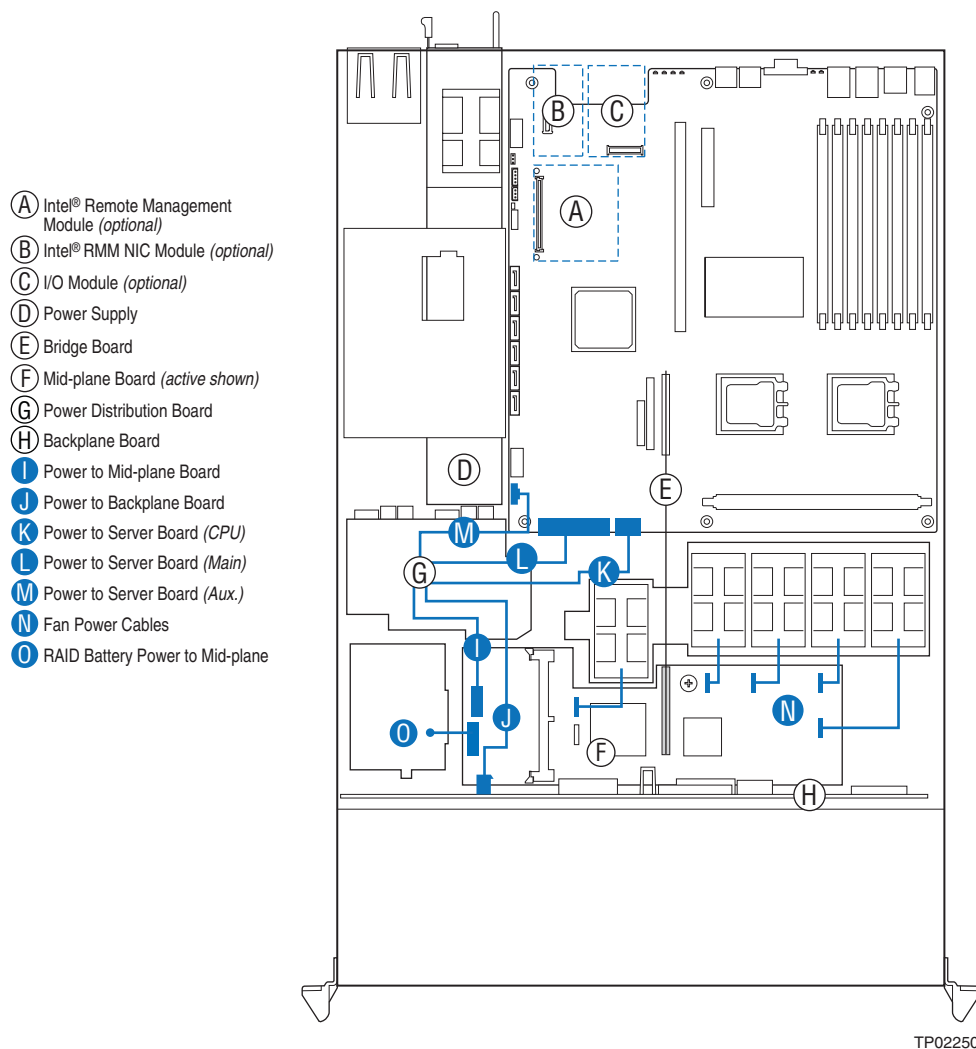 A Intel® Remote Management
Module (optional)
B Intel® RMM NIC Module (optional)
C I/O Module (optional)
D Power Supply
E Bridge Board
F Mid-plane Board (active shown)
G Power Distribution Board
H Backplane Board
I Power to Mid-plane Board
J Power to Backplane Board
K Power to Server Board (CPU)
L Power to Server Board (Main)
M Power to Server Board (Aux.)
N Fan Power Cables
O RAID Battery Power to Mid-plane
B
C
A
D
E
M
L
K
G
I
J
N
O
F
H
TP02250